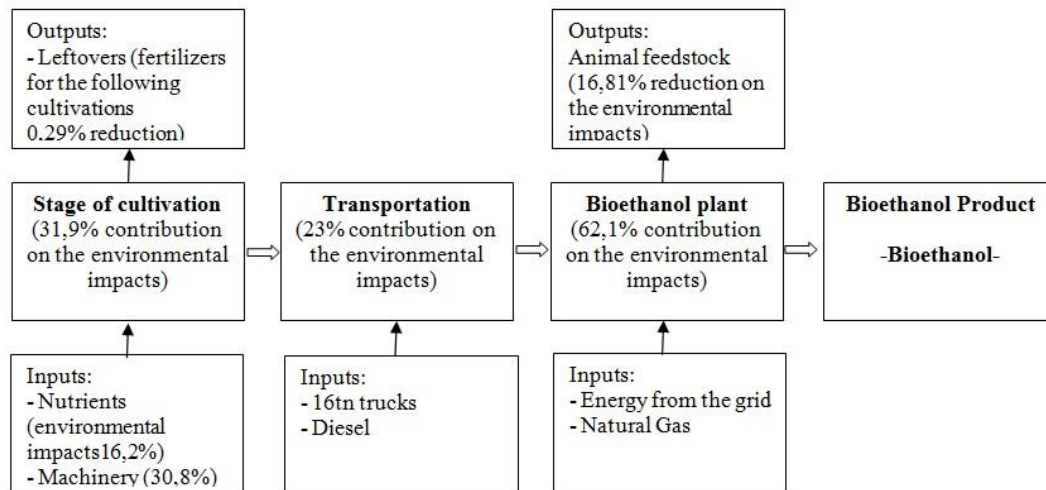 Outputs:
- Leftovers (fertilizers
for the following
cultivations
0.29% reduction)
Outputs:
Animal feedstock
(16,81% reduction on
the environmental
impacts)
Stage of cultivation
(31,9% contribution
on the environmental
impacts)
Transportation
(23% contribution on
the environmental
impacts)
Bioethanol plant
(62,1% contribution
on the environmental
impacts)
Bioethanol Product
-Bioethanol-
Inputs:
- Nutrients
(environmental
impacts16,2%)
- Machinery (30,8%)
Inputs:
- 16tn trucks
- Diesel
Inputs:
- Energy from the grid
- Natural Gas